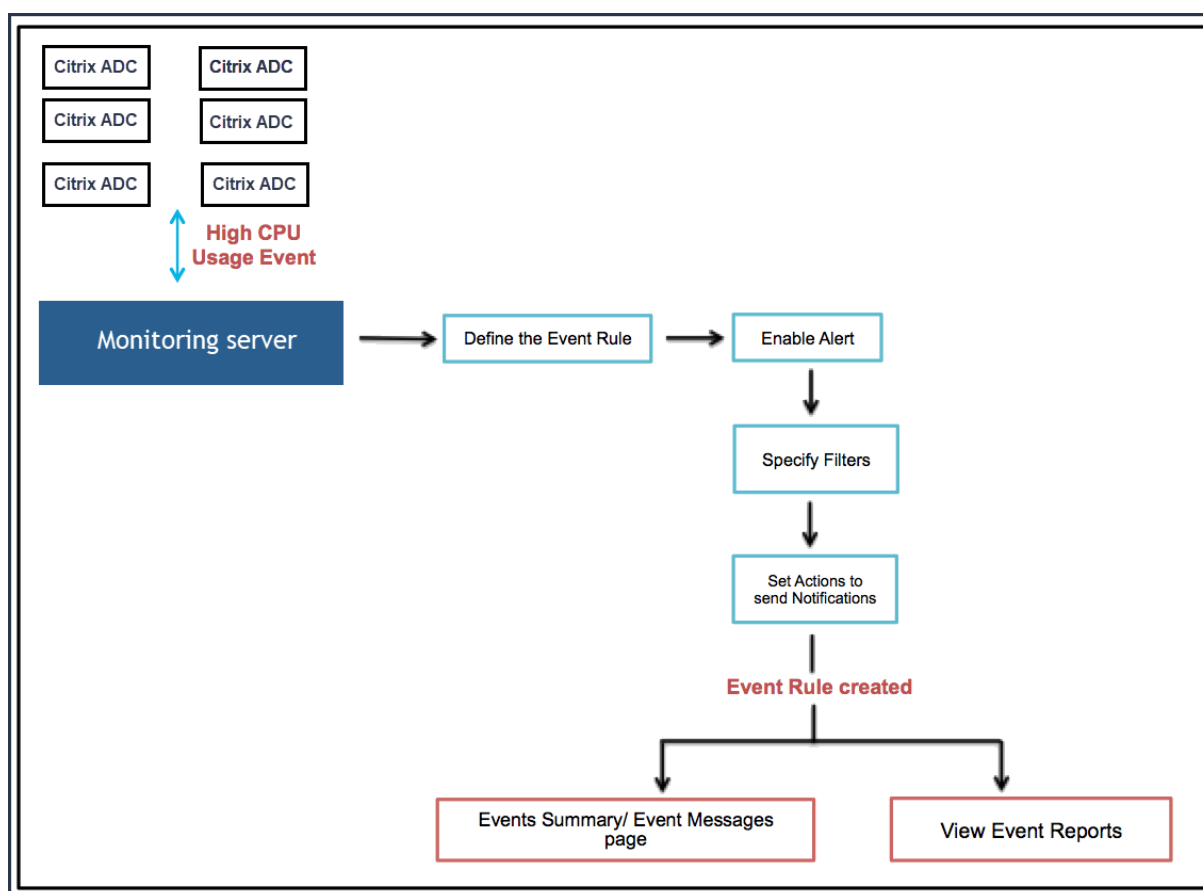 Citrix ADC
Citrix ADC
Citrix ADC
Citrix ADC
Citrix ADC
Citrix ADC
High CPU
Usage Event
Monitoring server
Define the Event Rule
Enable Alert
Specify Filters
Set Actions to
send Notifications
Event Rule created
Events Summary/ Event Messages
page
View Event Reports